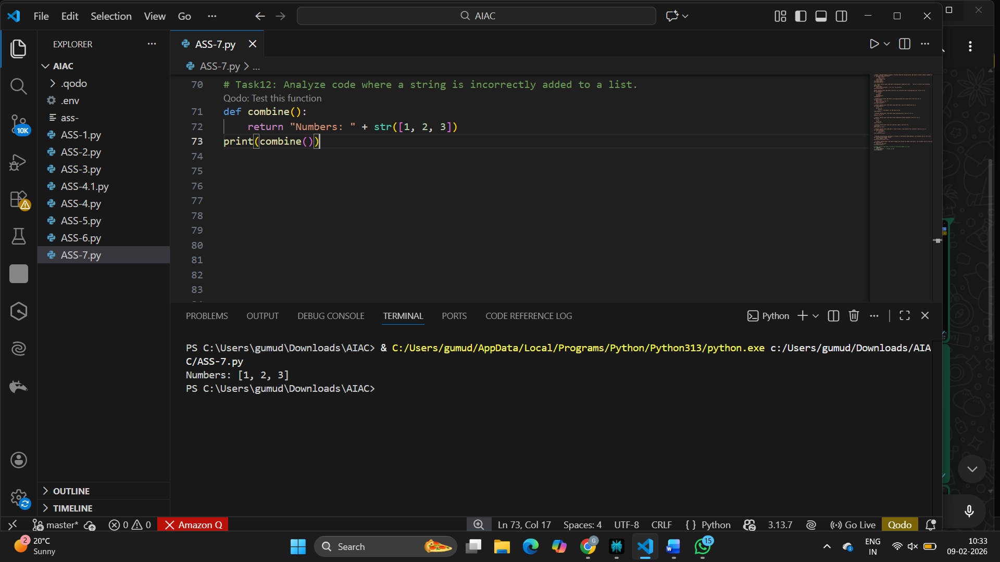 File Edit Selection View Go ... AIAC
EXPLORER ...
AIAC
.qodo
.env
ass-
ASS-1.py
ASS-2.py
ASS-3.py
ASS-4.1.py
ASS-4.py
ASS-5.py
ASS-6.py
ASS-7.py
OUTLINE
TIMELINE
10K
ASS-7.py
ASS-7.py > ...
70 # Task12: Analyze code where a string is incorrectly added to a list.
Qodo: Test this function
71 def combine():
72 return "Numbers: " + str([1, 2, 3])
73 print(combine())
74
75
76
77
78
79
80
81
82
83
PROBLEMS OUTPUT DEBUG CONSOLE TERMINAL PORTS CODE REFERENCE LOG Python
PS C:\Users\gumud\Downloads\AIAC> & C:/Users/gumud/AppData/Local/Programs/Python/Python313/python.exe c:/Users/gumud/Downloads/AIA
C/ASS-7.py
Numbers: [1, 2, 3]
PS C:\Users\gumud\Downloads\AIAC>
master* 0 0 Amazon Q Ln 73, Col 17 Spaces: 4 UTF-8 CRLF { } Python 3.13.7 Go Live Qodo
2 20°C
Sunny
Search
15
ENG
IN
10:33
09-02-2026